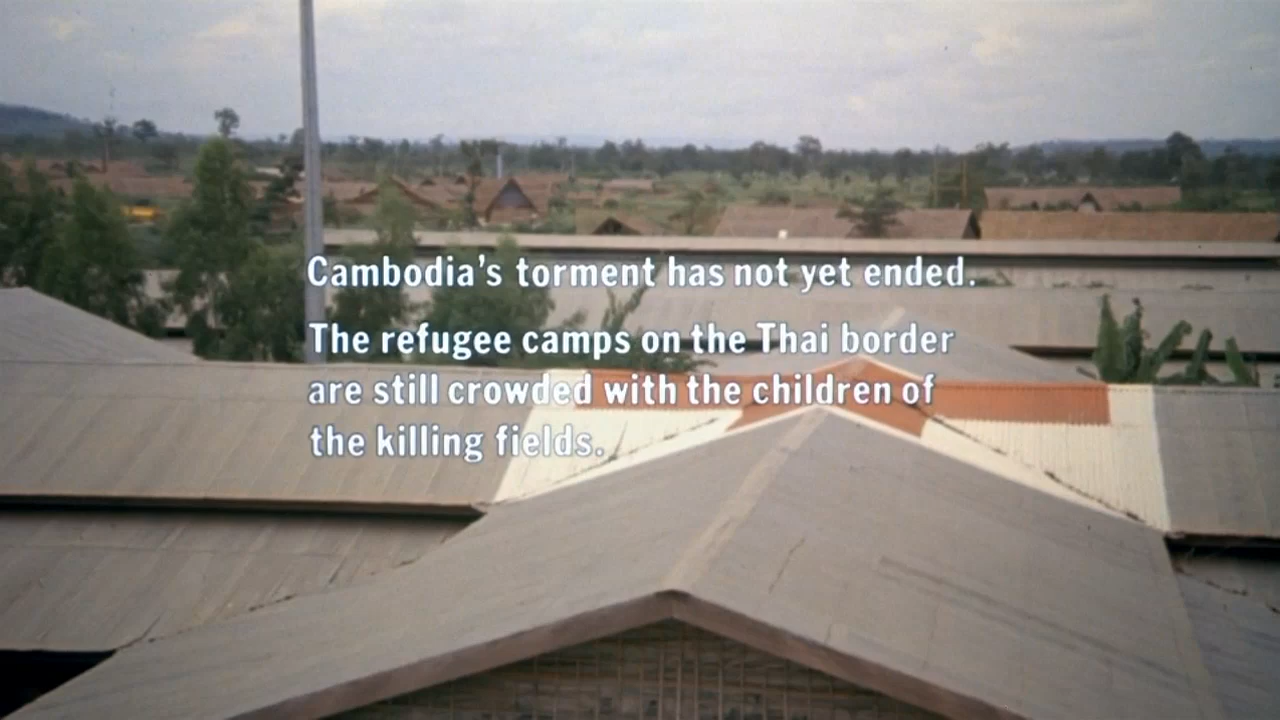 Cambodia's torment has not yet ended.
The refugee camps on the Thai border
are still crowded with the children of
the killing fields.